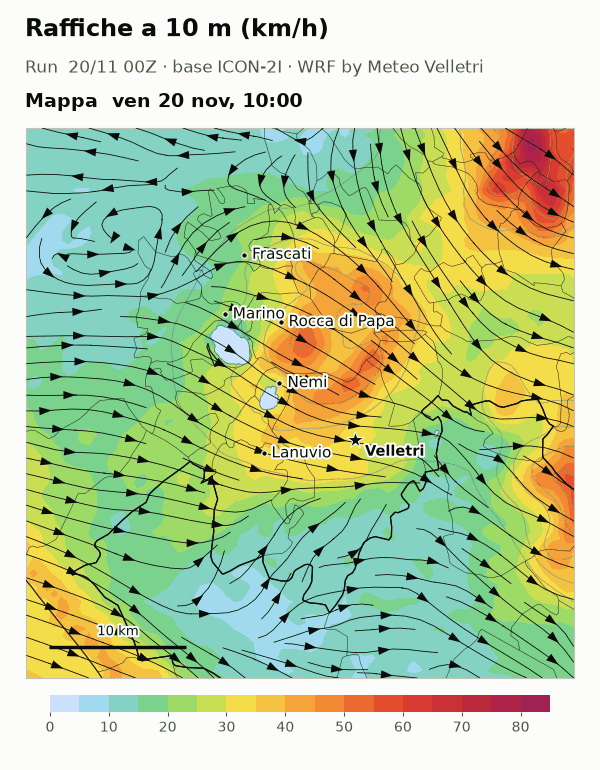 Raffiche a 10 m (km/h)
Run  20/11 00Z · base ICON-2I · WRF by Meteo Velletri
Mappa  ven 20 nov, 10:00
Frascati
Marino
Rocca di Papa
Nemi
Lanuvio
Velletri
10 km
0 10 20 30 40 50 60 70 80